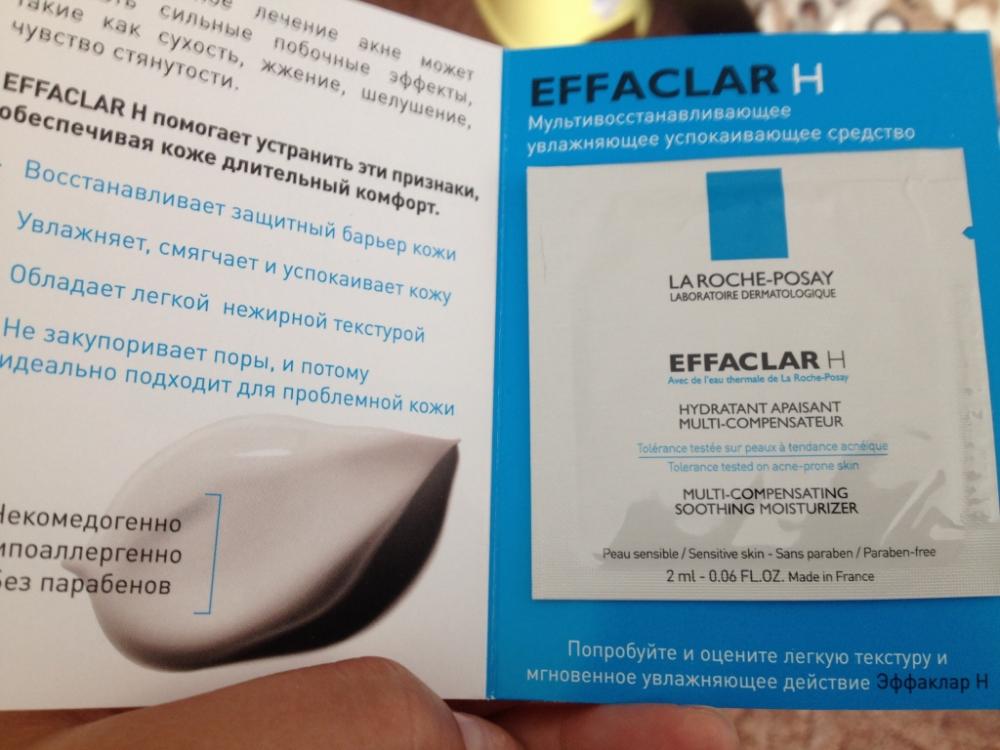 лечение акне может
сильные побочные эффекты,
такие как сухость, жжение, шелушение,
чувство стянутости.
EFFACLAR H помогает устранить эти признаки,
обеспечивая коже длительный комфорт.
Восстанавливает защитный барьер кожи
Увлажняет, смягчает и успокаивает кожу
Обладает легкой нежирной текстурой
Не закупоривает поры, и потому
идеально подходит для проблемной кожи
Некомедогенно
ипоаллергенно
Без парабенов
EFFACLAR H
Мультивосстанавливающее
увлажняющее успокаивающее средство
LA ROCHE-POSAY
LABORATOIRE DERMATOLOGIQUE
EFFACLAR H
Avec de l'eau thermale de La Roche-Posay
HYDRATANT APAISANT
MULTI-COMPENSATEUR
Tolérance testée sur peaux à tendance acnéique
Tolerance tested on acne-prone skin
MULTI-COMPENSATING
SOOTHING MOISTURIZER
Peau sensible / Sensitive skin - Sans paraben / Paraben-free
2 ml - 0.06 FL.OZ. Made in France
Попробуйте и оцените легкую текстуру и
мгновенное увлажняющее действие Эффаклар H